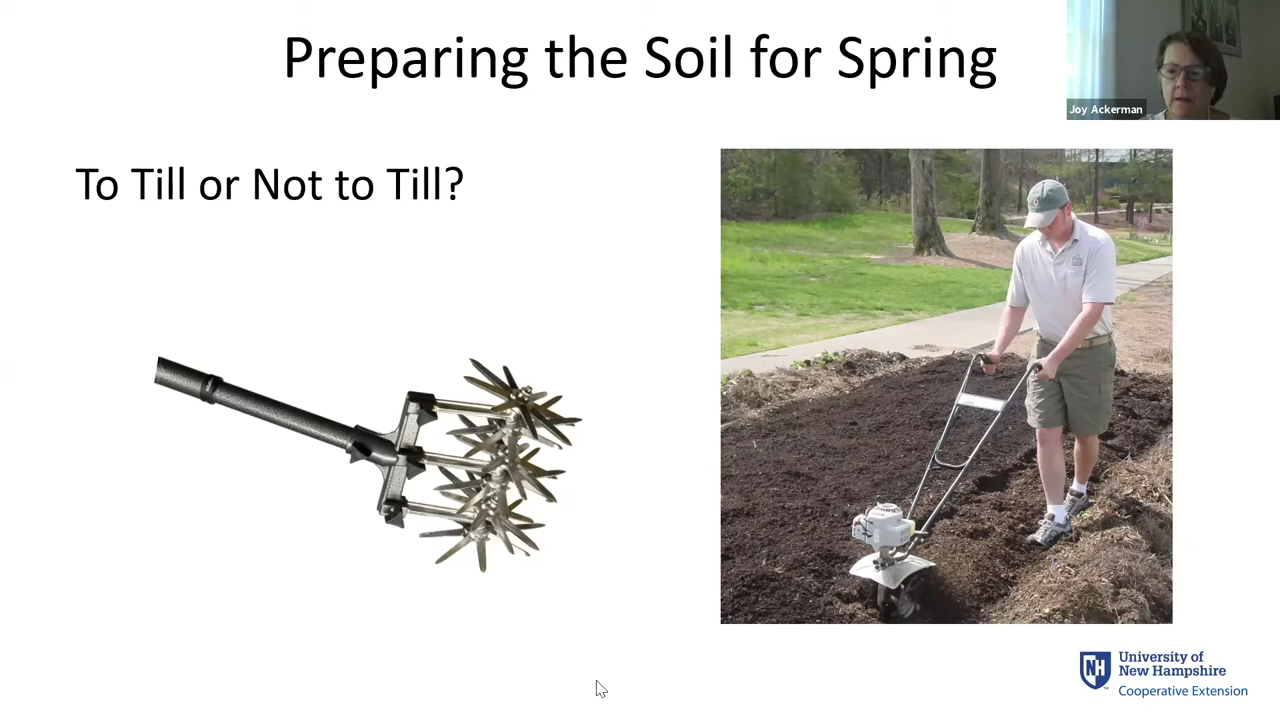 Preparing the Soil for Spring
Joy Ackerman
To Till or Not to Till?
NH
University of
New Hampshire
Cooperative Extension